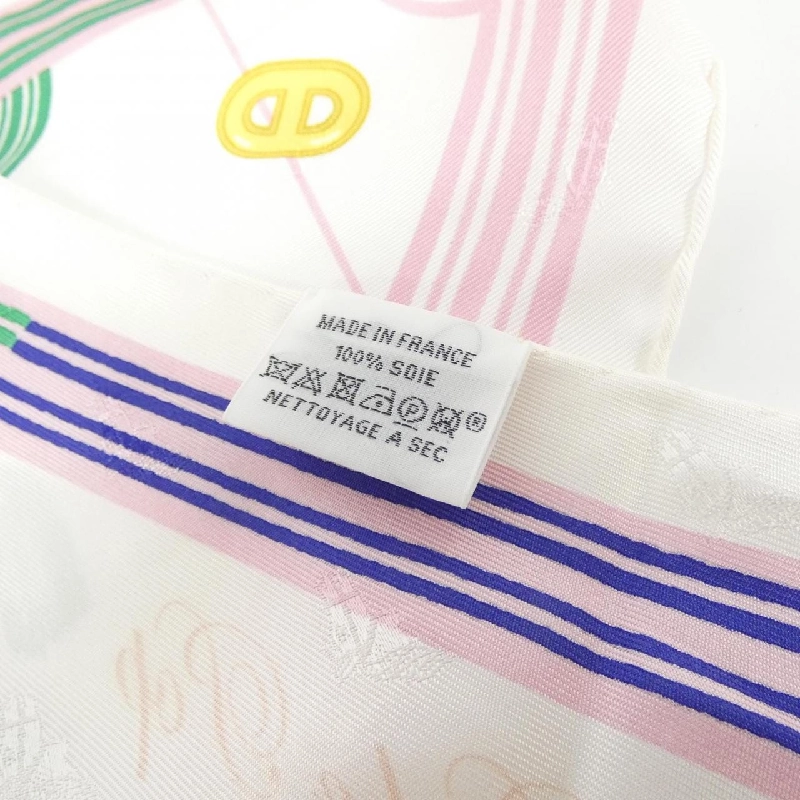 MADE IN FRANCE
100% SOIE
P ®
NETTOYAGE A SEC